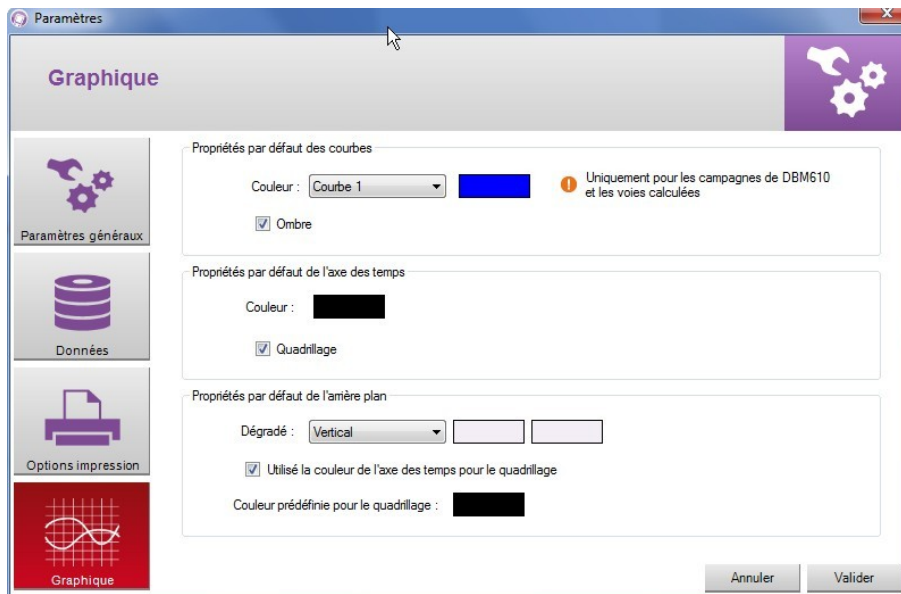 Paramètres
Graphique
Paramètres généraux
Données
Options impression
Graphique
Propriétés par défaut des courbes
Couleur : Courbe 1
Uniquement pour les campagnes de DBM610
et les voies calculées
Ombre
Propriétés par défaut de l'axe des temps
Couleur :
Quadrillage
Propriétés par défaut de l'arrière plan
Dégradé : Vertical
Utilisé la couleur de l'axe des temps pour le quadrillage
Couleur prédéfinie pour le quadrillage :
Annuler Valider